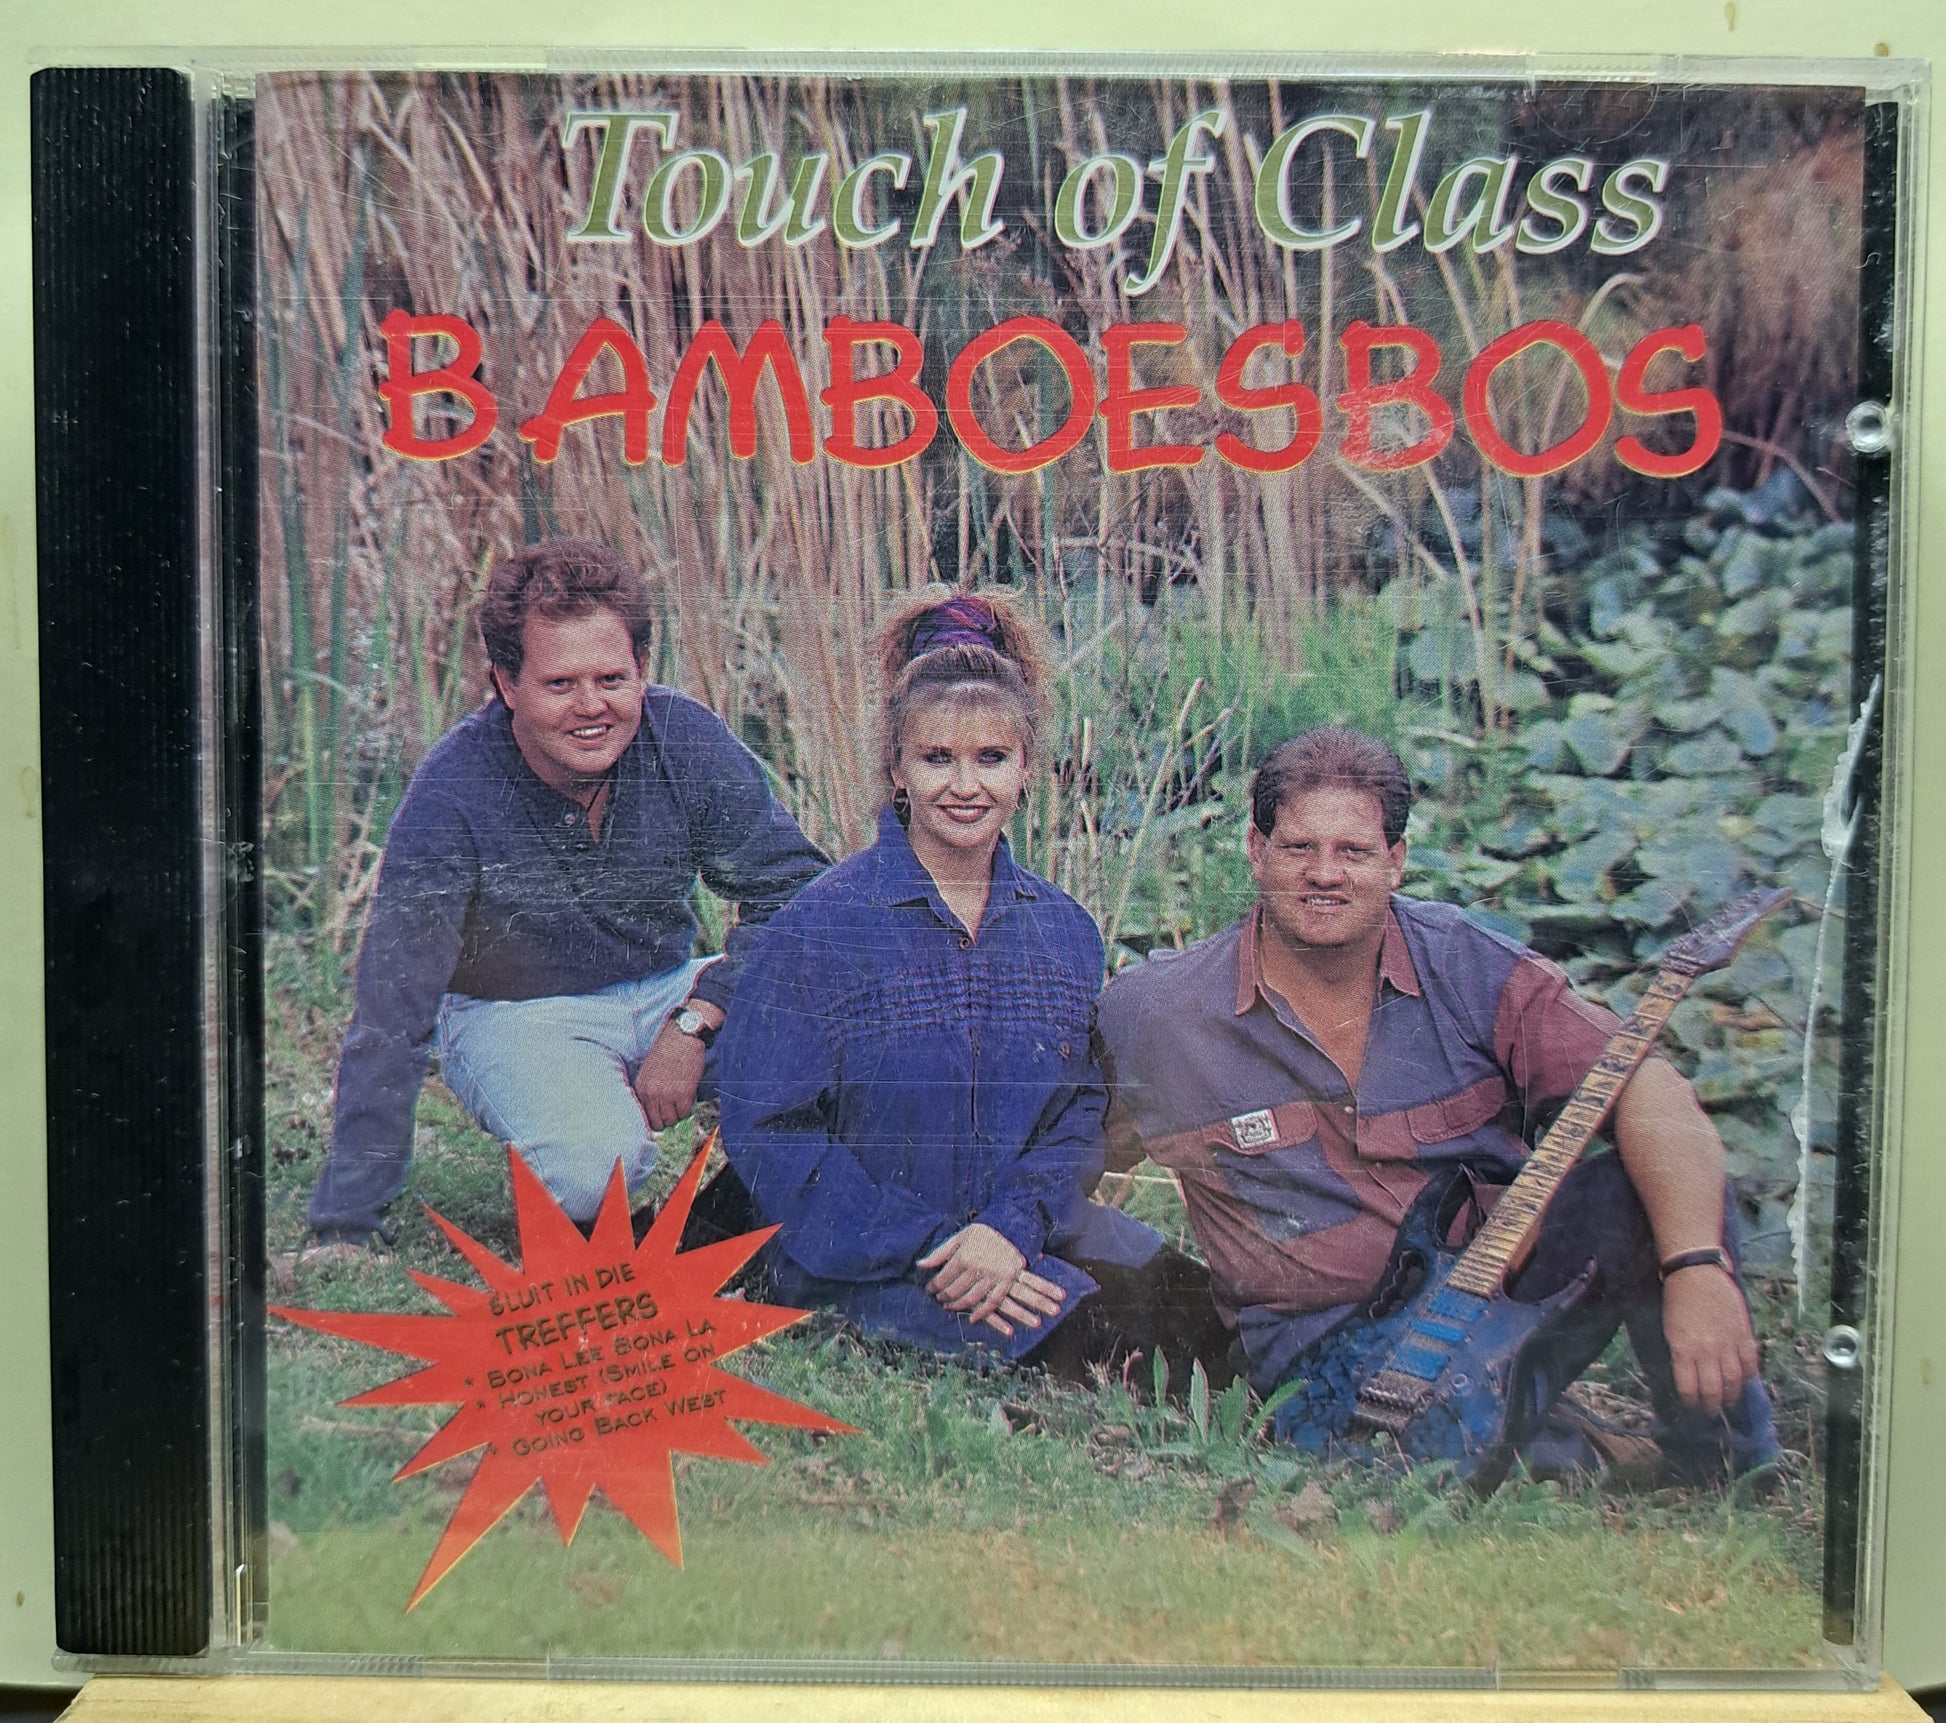 Touch of Class
BAMBOESBOS
SLUIT IN DIE
TREFFERS
* BONA LEE BONA LA
* HONEST (SMILE ON
YOUR FACE)
* GOING BACK WEST